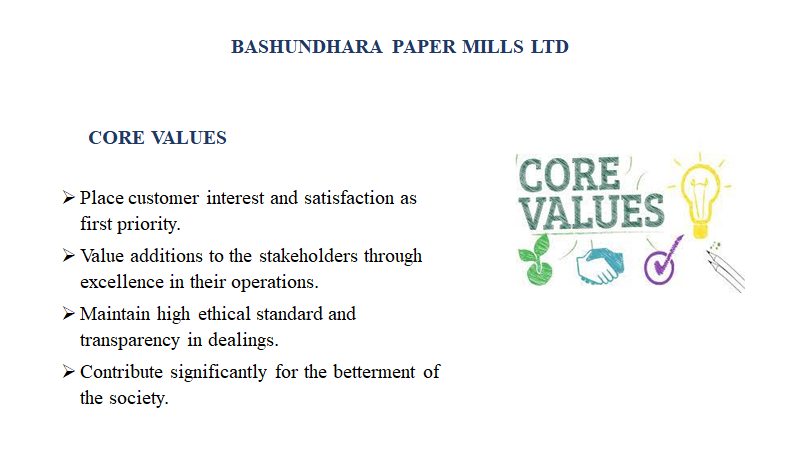 BASHUNDHARA PAPER MILLS LTD
CORE VALUES
➢ Place customer interest and satisfaction as
first priority.
➢ Value additions to the stakeholders through
excellence in their operations.
➢ Maintain high ethical standard and
transparency in dealings.
➢ Contribute significantly for the betterment of
the society.
CORE
VALUES